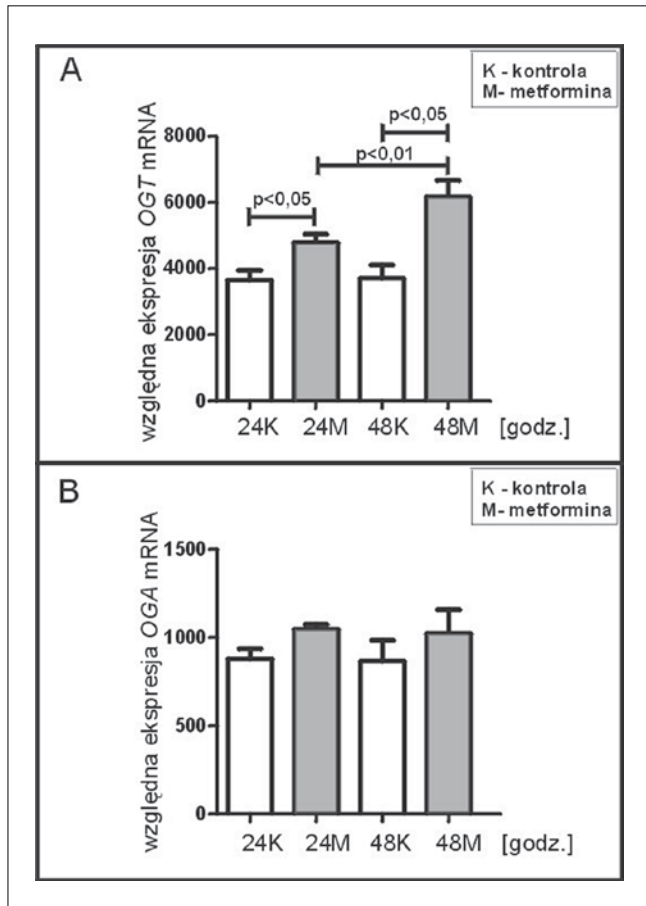 A
K - kontrola
M- metformina
względna ekspresja OGT mRNA
8000
6000
4000
2000
0
p<0,05
p<0,01
p<0,05
24K 24M 48K 48M [godz.]
B
K - kontrola
M- metformina
względna ekspresja OGA mRNA
1500
1000
500
0
24K 24M 48K 48M [godz.]